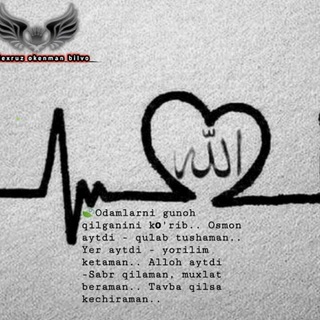 exruz_okenman_bilvo
الله
🍃Odamlarni gunoh
qilganini kO'rib.. Osmon
aytdi - qulab tushaman..
Yer aytdi - yorilim
ketaman.. Alloh aytdi
-Sabr qilaman, muxlat
beraman.. Tavba qilsa
kechiraman..